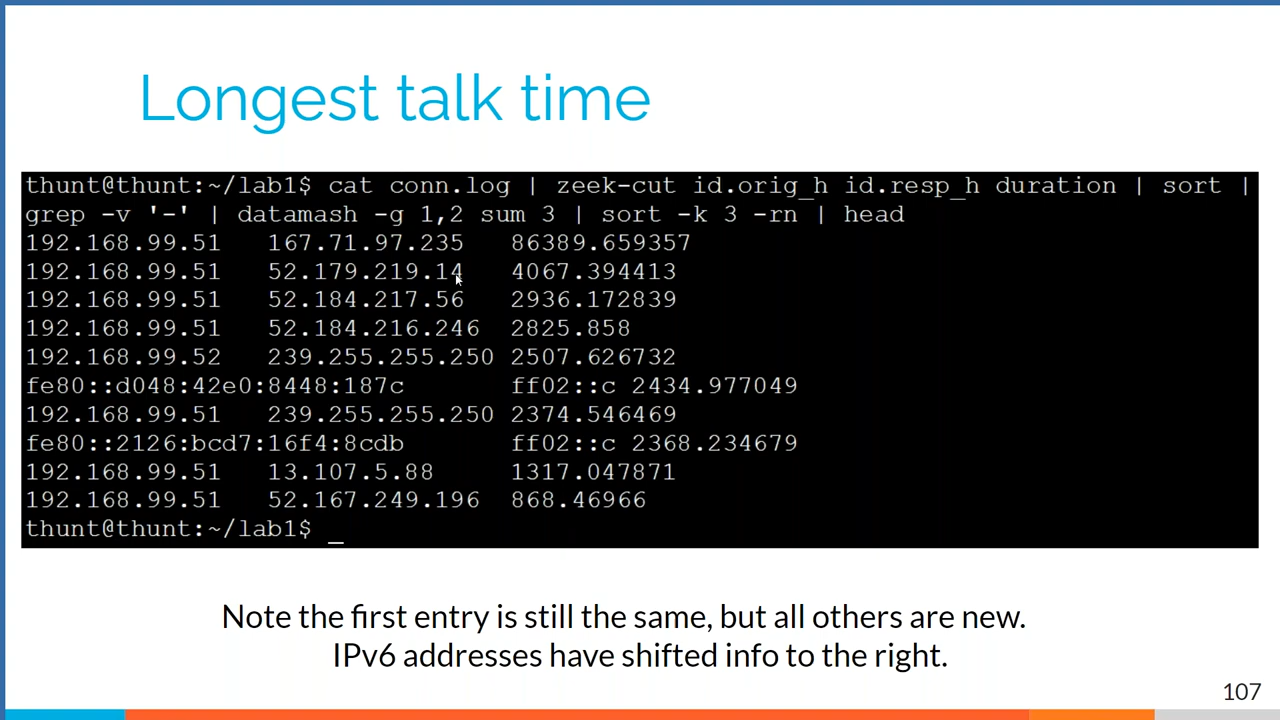 Longest talk time
thunt@thunt:~/lab1$ cat conn.log | zeek-cut id.orig_h id.resp_h duration | sort |
grep -v '-' | datamash -g 1,2 sum 3 | sort -k 3 -rn | head
192.168.99.51   167.71.97.235   86389.659357
192.168.99.51   52.179.219.14   4067.394413
192.168.99.51   52.184.217.56   2936.172839
192.168.99.51   52.184.216.246  2825.858
192.168.99.52   239.255.255.250 2507.626732
fe80::d048:42e0:8448:187c       ff02::c 2434.977049
192.168.99.51   239.255.255.250 2374.546469
fe80::2126:bcd7:16f4:8cdb       ff02::c 2368.234679
192.168.99.51   13.107.5.88     1317.047871
192.168.99.51   52.167.249.196  868.46966
thunt@thunt:~/lab1$ _
Note the first entry is still the same, but all others are new.
IPv6 addresses have shifted info to the right.
107